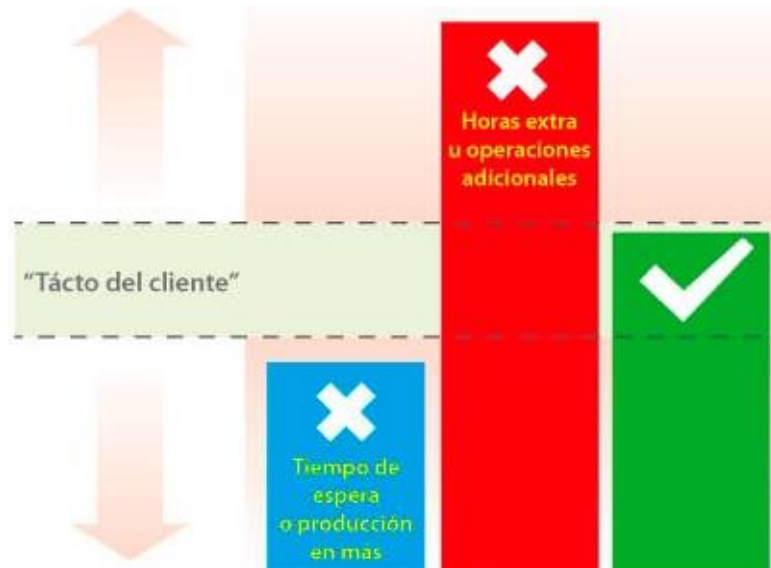 Horas extra
u operaciones
adicionales
"Tácto del cliente"
Tiempo de
espera
o producción
en más